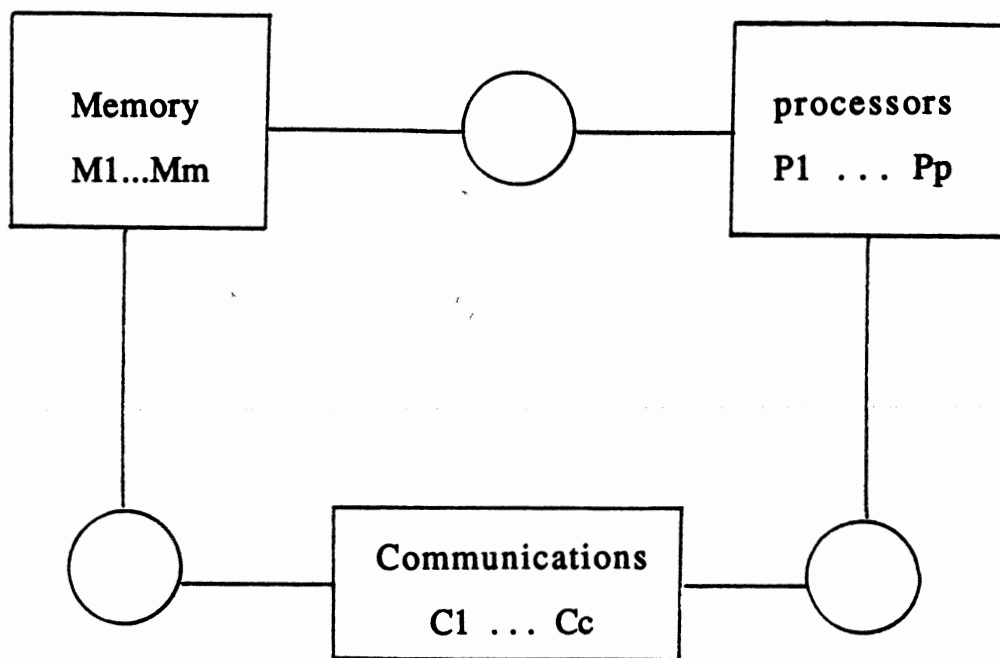 Memory
M1...Mm
processors
P1 ... Pp
Communications
C1 ... Cc